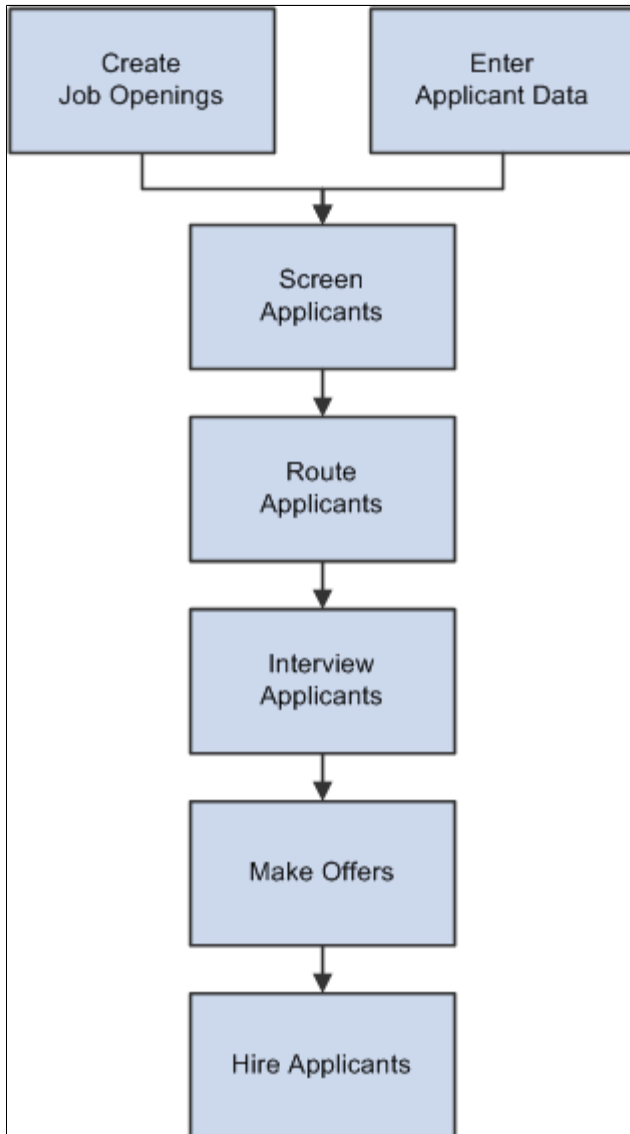 Create
Job Openings
Enter
Applicant Data
Screen
Applicants
Route
Applicants
Interview
Applicants
Make Offers
Hire Applicants